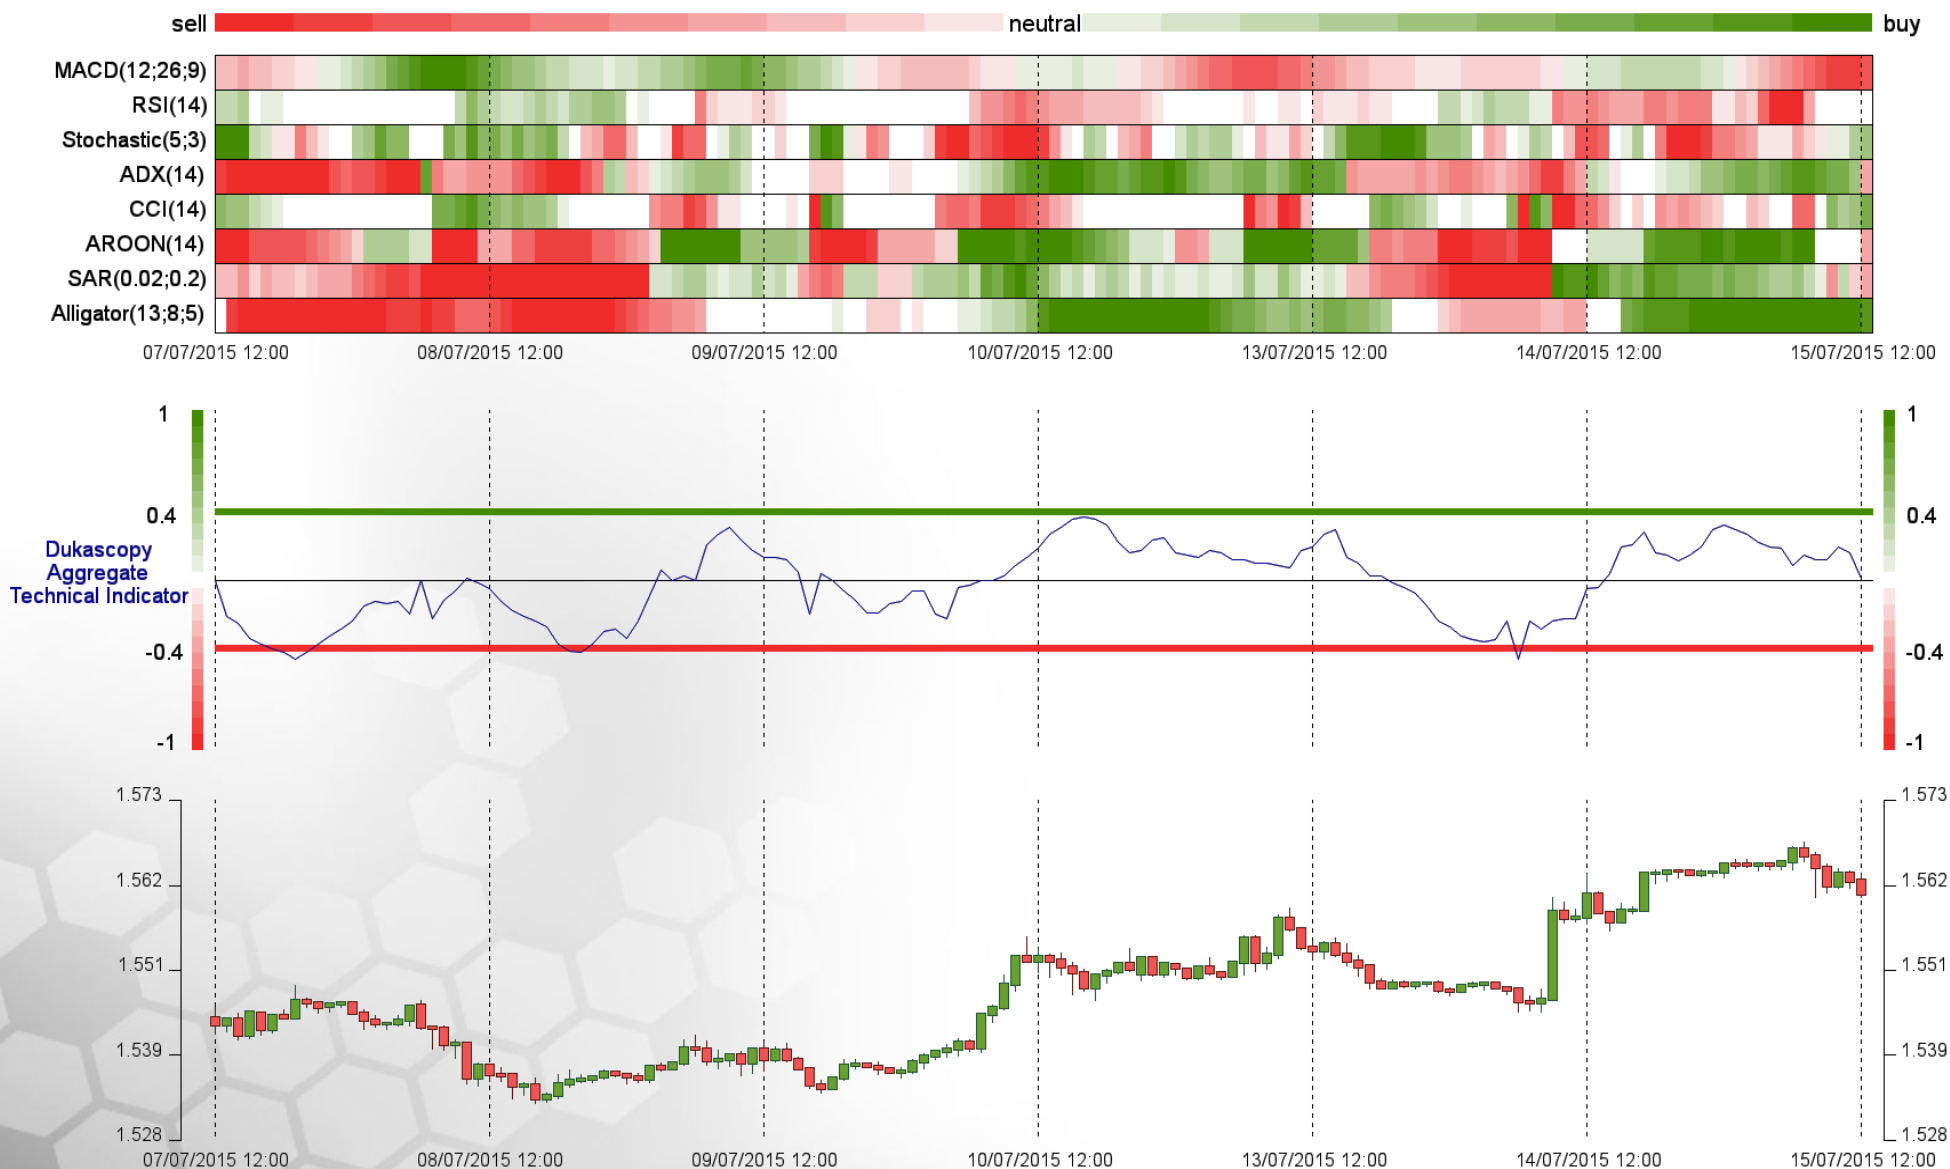 sell neutral buy
MACD(12;26;9)
RSI(14)
Stochastic(5;3)
ADX(14)
CCI(14)
AROON(14)
SAR(0.02;0.2)
Alligator(13;8;5)
07/07/2015 12:00 08/07/2015 12:00 09/07/2015 12:00 10/07/2015 12:00 13/07/2015 12:00 14/07/2015 12:00 15/07/2015 12:00
1 1
0.4 0.4
Dukascopy
Aggregate
Technical Indicator
-0.4 -0.4
-1 -1
1.573 1.573
1.562 1.562
1.551 1.551
1.539 1.539
1.528 1.528
07/07/2015 12:00 08/07/2015 12:00 09/07/2015 12:00 10/07/2015 12:00 13/07/2015 12:00 14/07/2015 12:00 15/07/2015 12:00